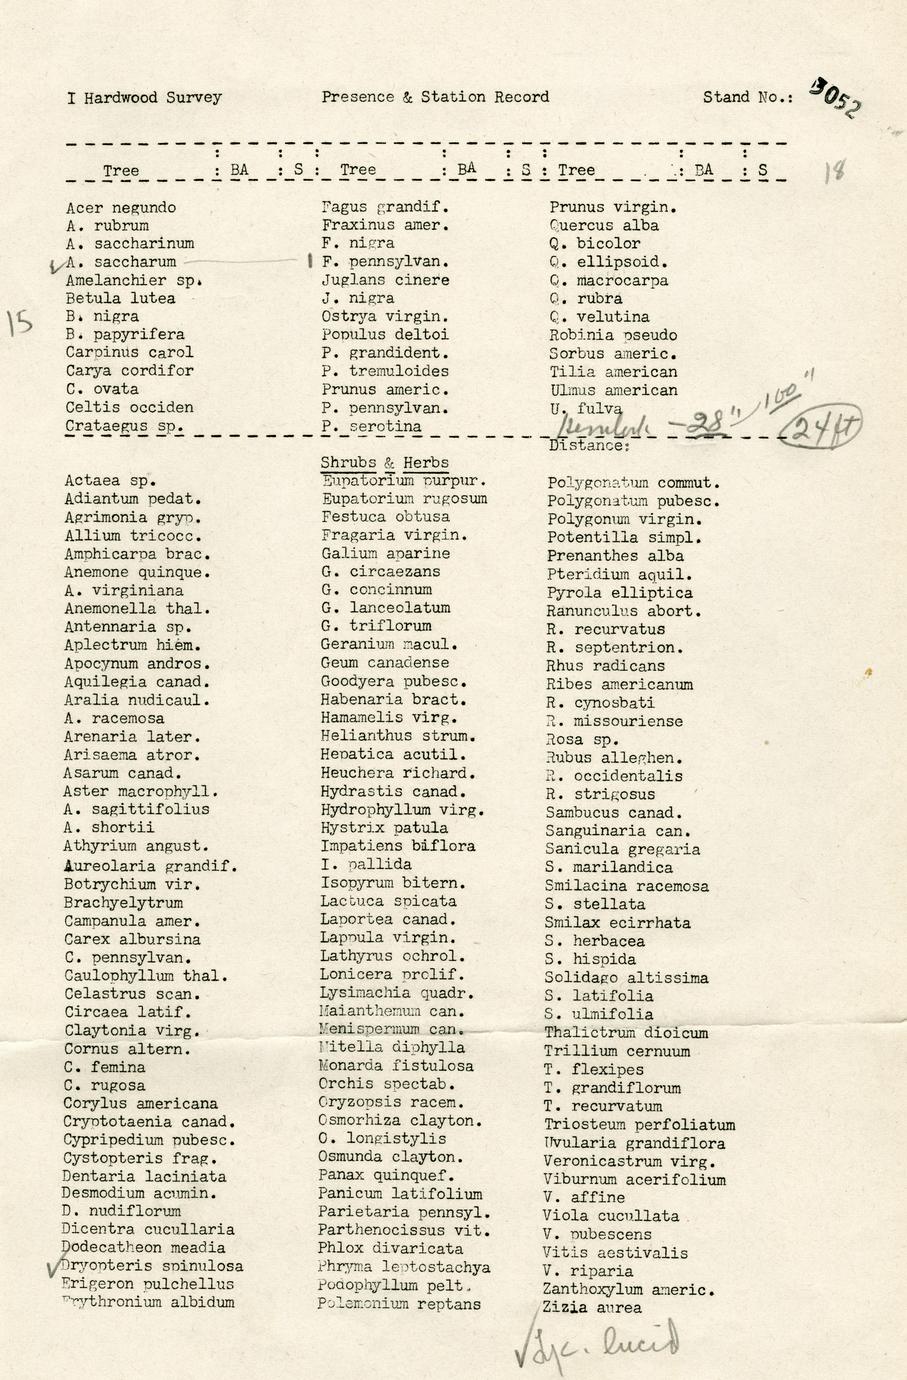 I Hardwood Survey Presence & Station Record Stand No.: 3052
Tree : BA : S : Tree : BA : S : Tree : BA : S
18
Acer negundo Fagus grandif. Prunus virgin.
A. rubrum Fraxinus amer. Quercus alba
A. saccharinum F. nigra Q. bicolor
✓ A. saccharum — 1 F. pennsylvan. Q. ellipsoid.
Amelanchier sp. Juglans cinere Q. macrocarpa
Betula lutea J. nigra Q. rubra
15 B. nigra Ostrya virgin. Q. velutina
B. papyrifera Populus deltoi Robinia pseudo
Carpinus carol P. grandident. Sorbus americ.
Carya cordifor P. tremuloides Tilia american
C. ovata Prunus americ. Ulmus american
Celtis occiden P. pennsylvan. U. fulva
Crataegus sp. P. serotina Hemlock - 28", 100" 24 ft
Distance:
Shrubs & Herbs
Actaea sp. Eupatorium purpur. Polygonatum commut.
Adiantum pedat. Eupatorium rugosum Polygonatum pubesc.
Agrimonia gryp. Festuca obtusa Polygonum virgin.
Allium tricocc. Fragaria virgin. Potentilla simpl.
Amphicarpa brac. Galium aparine Prenanthes alba
Anemone quinque. G. circaezans Pteridium aquil.
A. virginiana G. concinnum Pyrola elliptica
Anemonella thal. G. lanceolatum Ranunculus abort.
Antennaria sp. G. triflorum R. recurvatus
Aplectrum hiem. Geranium macul. R. septentrion.
Apocynum andros. Geum canadense Rhus radicans
Aquilegia canad. Goodyera pubesc. Ribes americanum
Aralia nudicaul. Habenaria bract. R. cynosbati
A. racemosa Hamamelis virg. R. missouriense
Arenaria later. Helianthus strum. Rosa sp.
Arisaema atror. Hepatica acutil. Rubus alleghen.
Asarum canad. Heuchera richard. R. occidentalis
Aster macrophyll. Hydrastis canad. R. strigosus
A. sagittifolius Hydrophyllum virg. Sambucus canad.
A. shortii Hystrix patula Sanguinaria can.
Athyrium angust. Impatiens biflora Sanicula gregaria
Aureolaria grandif. I. pallida S. marilandica
Botrychium vir. Isopyrum bitern. Smilacina racemosa
Brachyelytrum Lactuca spicata S. stellata
Campanula amer. Laportea canad. Smilax ecirrhata
Carex albursina Lappula virgin. S. herbacea
C. pennsylvan. Lathyrus ochrol. S. hispida
Caulophyllum thal. Lonicera prolif. Solidago altissima
Celastrus scan. Lysimachia quadr. S. latifolia
Circaea latif. Maianthemum can. S. ulmifolia
Claytonia virg. Menispermum can. Thalictrum dioicum
Cornus altern. Mitella diphylla Trillium cernuum
C. femina Monarda fistulosa T. flexipes
C. rugosa Orchis spectab. T. grandiflorum
Corylus americana Oryzopsis racem. T. recurvatum
Cryptotaenia canad. Osmorhiza clayton. Triosteum perfoliatum
Cypripedium pubesc. O. longistylis Uvularia grandiflora
Cystopteris frag. Osmunda clayton. Veronicastrum virg.
Dentaria laciniata Panax quinquef. Viburnum acerifolium
Desmodium acumin. Panicum latifolium V. affine
D. nudiflorum Parietaria pennsyl. Viola cucullata
Dicentra cucullaria Parthenocissus vit. V. pubescens
Dodecatheon meadia Phlox divaricata Vitis aestivalis
✓ Dryopteris spinulosa Phryma leptostachya V. riparia
Erigeron pulchellus Podophyllum pelt. Zanthoxylum americ.
Erythronium albidum Polemonium reptans Zizia aurea
✓ Lyc. lucid